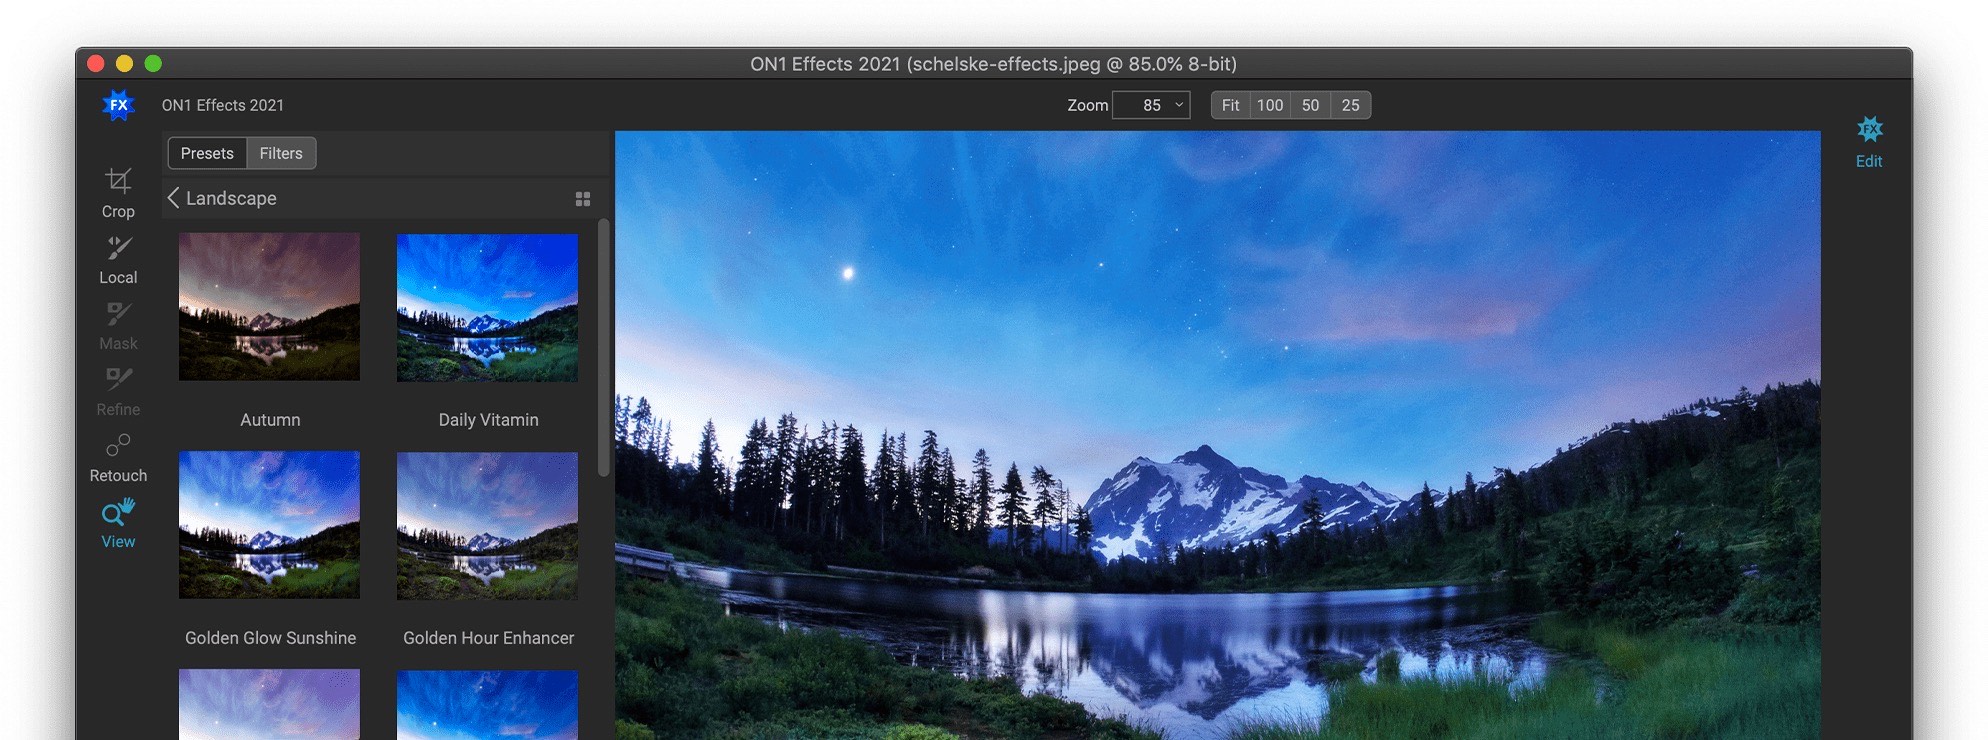 ON1 Effects 2021 (schelske-effects.jpeg @ 85.0% 8-bit)
FX
ON1 Effects 2021
Zoom 85 Fit 100 50 25
FX
Edit
Presets Filters
Landscape
Crop
Local
Mask
Refine
Retouch
View
Autumn Daily Vitamin
Golden Glow Sunshine Golden Hour Enhancer